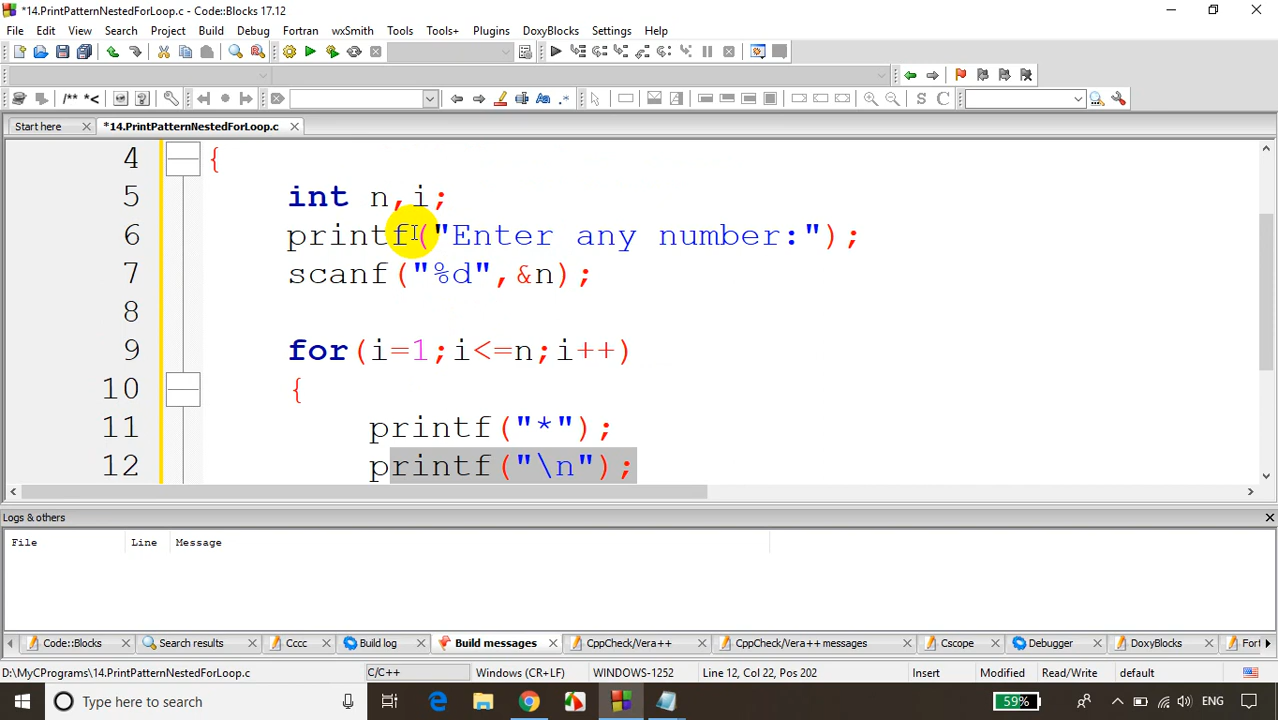 *14.PrintPatternNestedForLoop.c - Code::Blocks 17.12
File Edit View Search Project Build Debug Fortran wxSmith Tools Tools+ Plugins DoxyBlocks Settings Help
/** *<
S C
Start here *14.PrintPatternNestedForLoop.c
4 {
5 int n,i;
6 printf("Enter any number:");
7 scanf("%d",&n);
8
9 for(i=1;i<=n;i++)
10 {
11 printf("*");
12 printf("\n");
Logs & others
File Line Message
Code::Blocks Search results Cccc Build log Build messages CppCheck/Vera++ CppCheck/Vera++ messages Cscope Debugger DoxyBlocks Fort
D:\MyCPrograms\14.PrintPatternNestedForLoop.c C/C++ Windows (CR+LF) WINDOWS-1252 Line 12, Col 22, Pos 202 Insert Modified Read/Write default
Type here to search 59% ENG